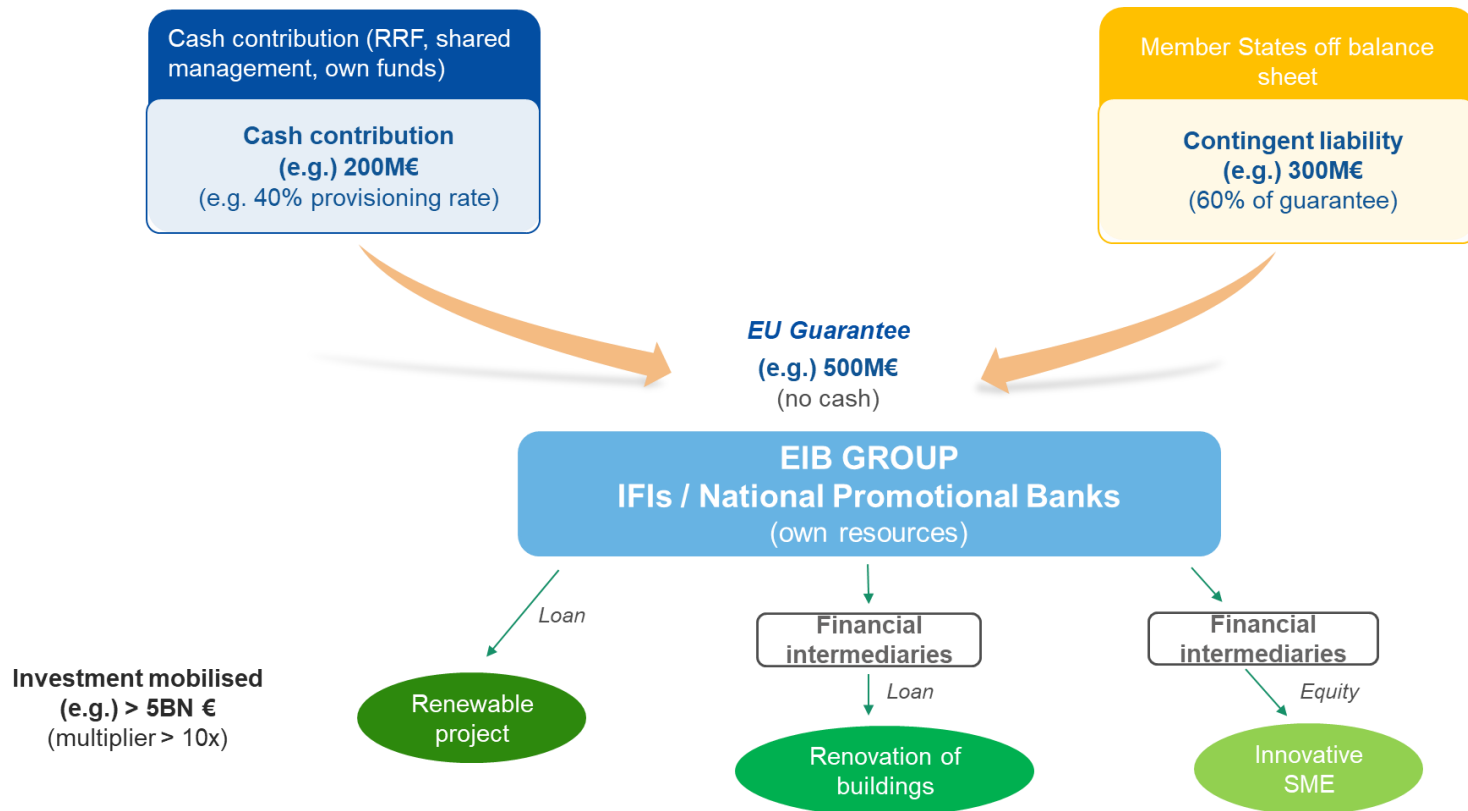 Cash contribution (RRF, shared
management, own funds)
Cash contribution
(e.g.) 200M€
(e.g. 40% provisioning rate)
Member States off balance
sheet
Contingent liability
(e.g.) 300M€
(60% of guarantee)
EU Guarantee
(e.g.) 500M€
(no cash)
EIB GROUP
IFIs / National Promotional Banks
(own resources)
Loan
Financial
intermediaries
Financial
intermediaries
Investment mobilised
(e.g.) > 5BN €
(multiplier > 10x)
Renewable
project
Loan
Equity
Renovation of
buildings
Innovative
SME